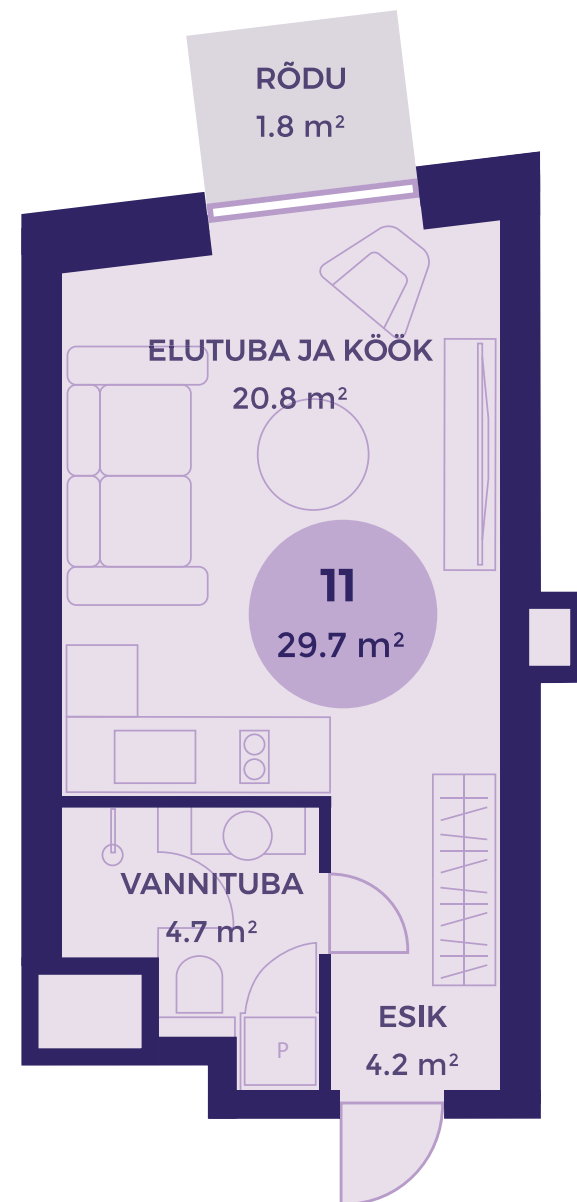 RÕDU
1.8 m²
ELUTUBA JA KÖÖK
20.8 m²
11
29.7 m²
VANNITUBA
4.7 m²
ESIK
4.2 m²
P